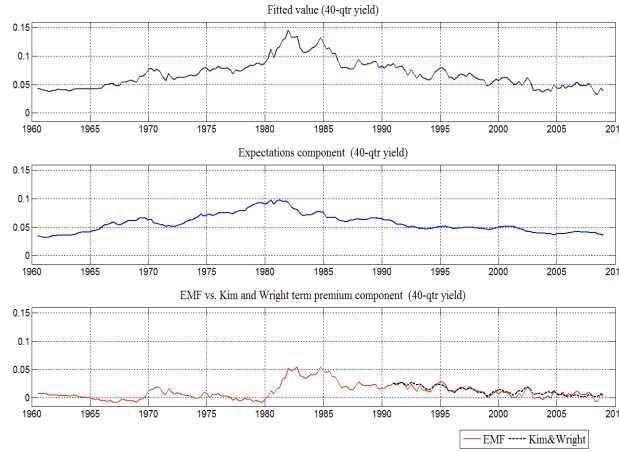 Fitted value (40-qtr yield)
0.15
0.1
0.05
0
1960 1965 1970 1975 1980 1985 1990 1995 2000 2005 201
Expectations component (40-qtr yield)
0.15
0.1
0.05
0
1960 1965 1970 1975 1980 1985 1990 1995 2000 2005 201
EMF vs. Kim and Wright term premium component (40-qtr yield)
0.15
0.1
0.05
0
1960 1965 1970 1975 1980 1985 1990 1995 2000 2005 201
EMF Kim&Wright